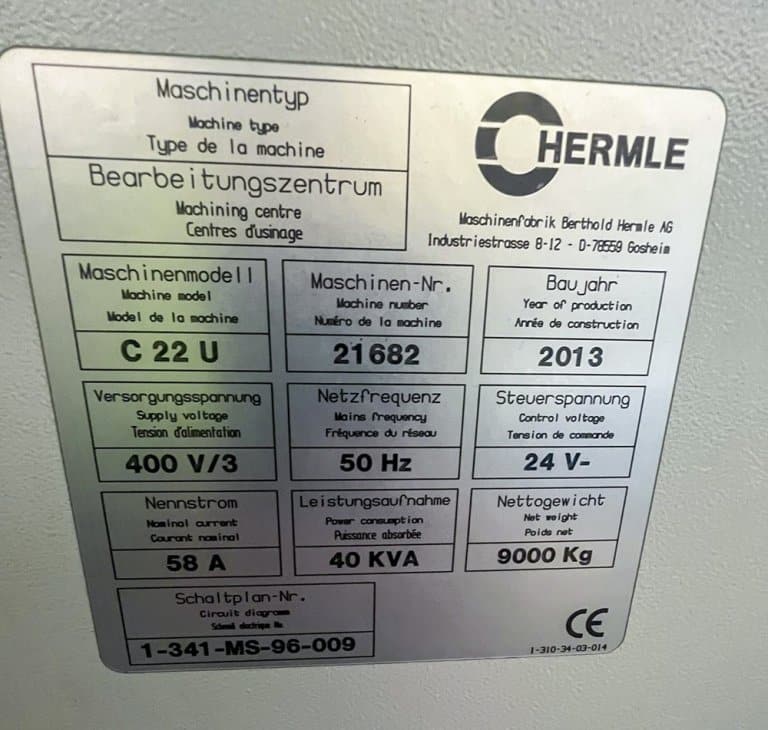 Maschinentyp
Machine type
Type de la machine
Bearbeitungszentrum
Machining centre
Centres d'usinage
HERMLE
Maschinenfabrik Berthold Hermle AG
Industriestrasse 8-12 - D-78559 Gosheim
Maschinenmodell
Machine model
Model de la machine
C 22 U
Maschinen-Nr.
Machine number
Numéro de la machine
21682
Baujahr
Year of production
Année de construction
2013
Versorgungsspannung
Supply voltage
Tension d'alimentation
400 V/3
Netzfrequenz
Mains frequency
Fréquence du réseau
50 Hz
Steuerspannung
Control voltage
Tension de commande
24 V-
Nennstrom
Nominal current
Courant nominal
58 A
Leistungsaufnahme
Power consumption
Puissance absorbée
40 KVA
Nettogewicht
Net weight
Poids net
9000 Kg
Schaltplan-Nr.
Circuit diagramm
Schemá electrique No
1-341-MS-96-009
CE
1-310-34-03-014